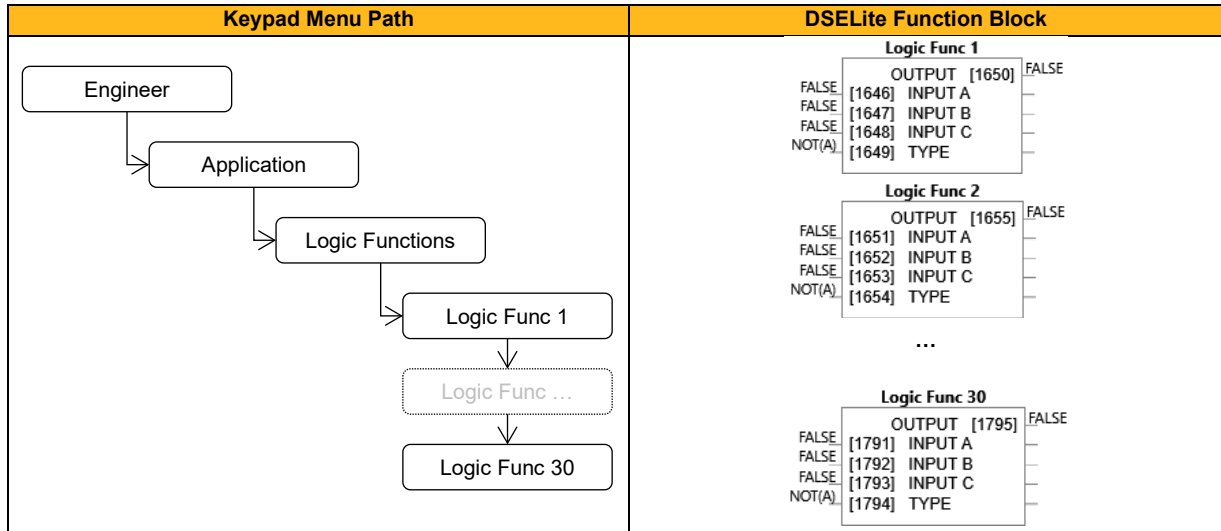 Keypad Menu Path
DSELite Function Block
Engineer
Application
Logic Functions
Logic Func 1
Logic Func ...
Logic Func 30
Logic Func 1
OUTPUT [1650] FALSE
FALSE [1646] INPUT A
FALSE [1647] INPUT B
FALSE [1648] INPUT C
NOT(A) [1649] TYPE
Logic Func 2
OUTPUT [1655] FALSE
FALSE [1651] INPUT A
FALSE [1652] INPUT B
FALSE [1653] INPUT C
NOT(A) [1654] TYPE
...
Logic Func 30
OUTPUT [1795] FALSE
FALSE [1791] INPUT A
FALSE [1792] INPUT B
FALSE [1793] INPUT C
NOT(A) [1794] TYPE